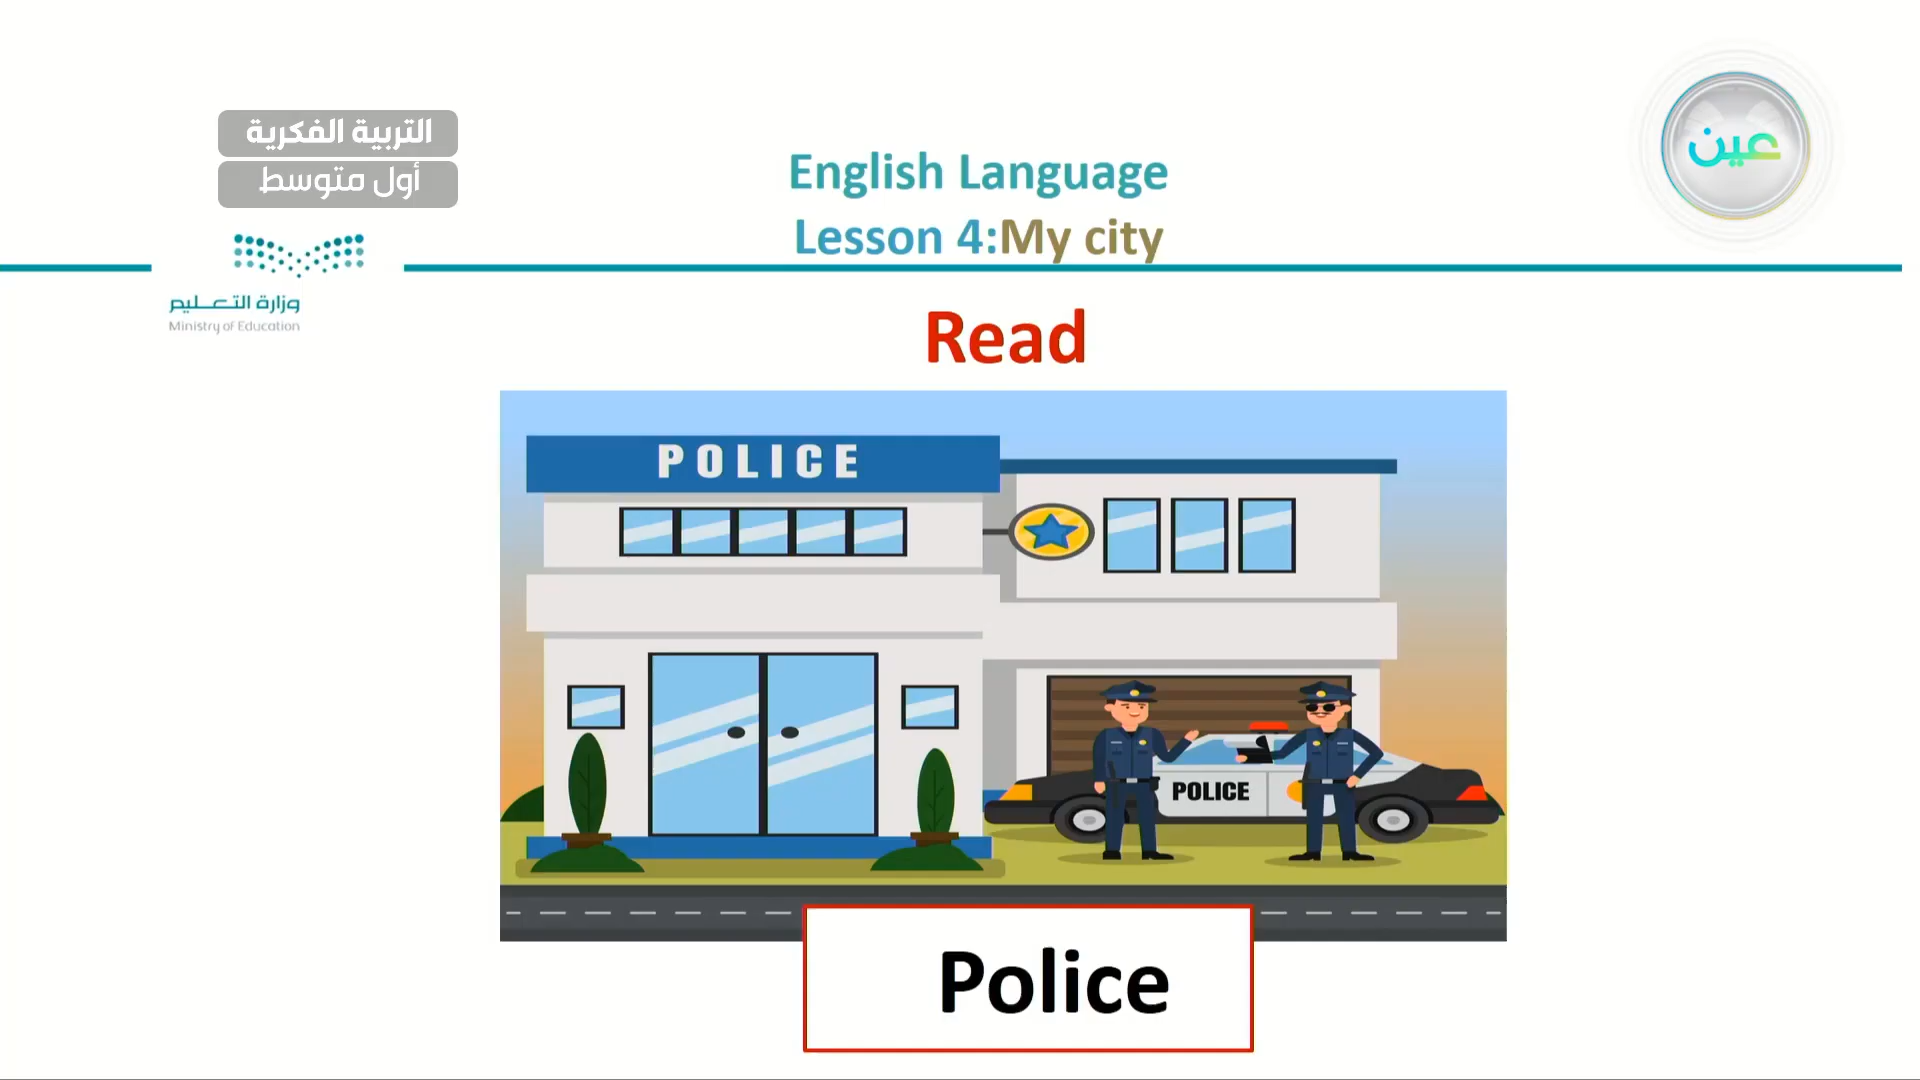 التربية الفكرية
أول متوسط
عين
English Language
Lesson 4:My city
وزارة التعليم
Ministry of Education
Read
POLICE
POLICE
Police